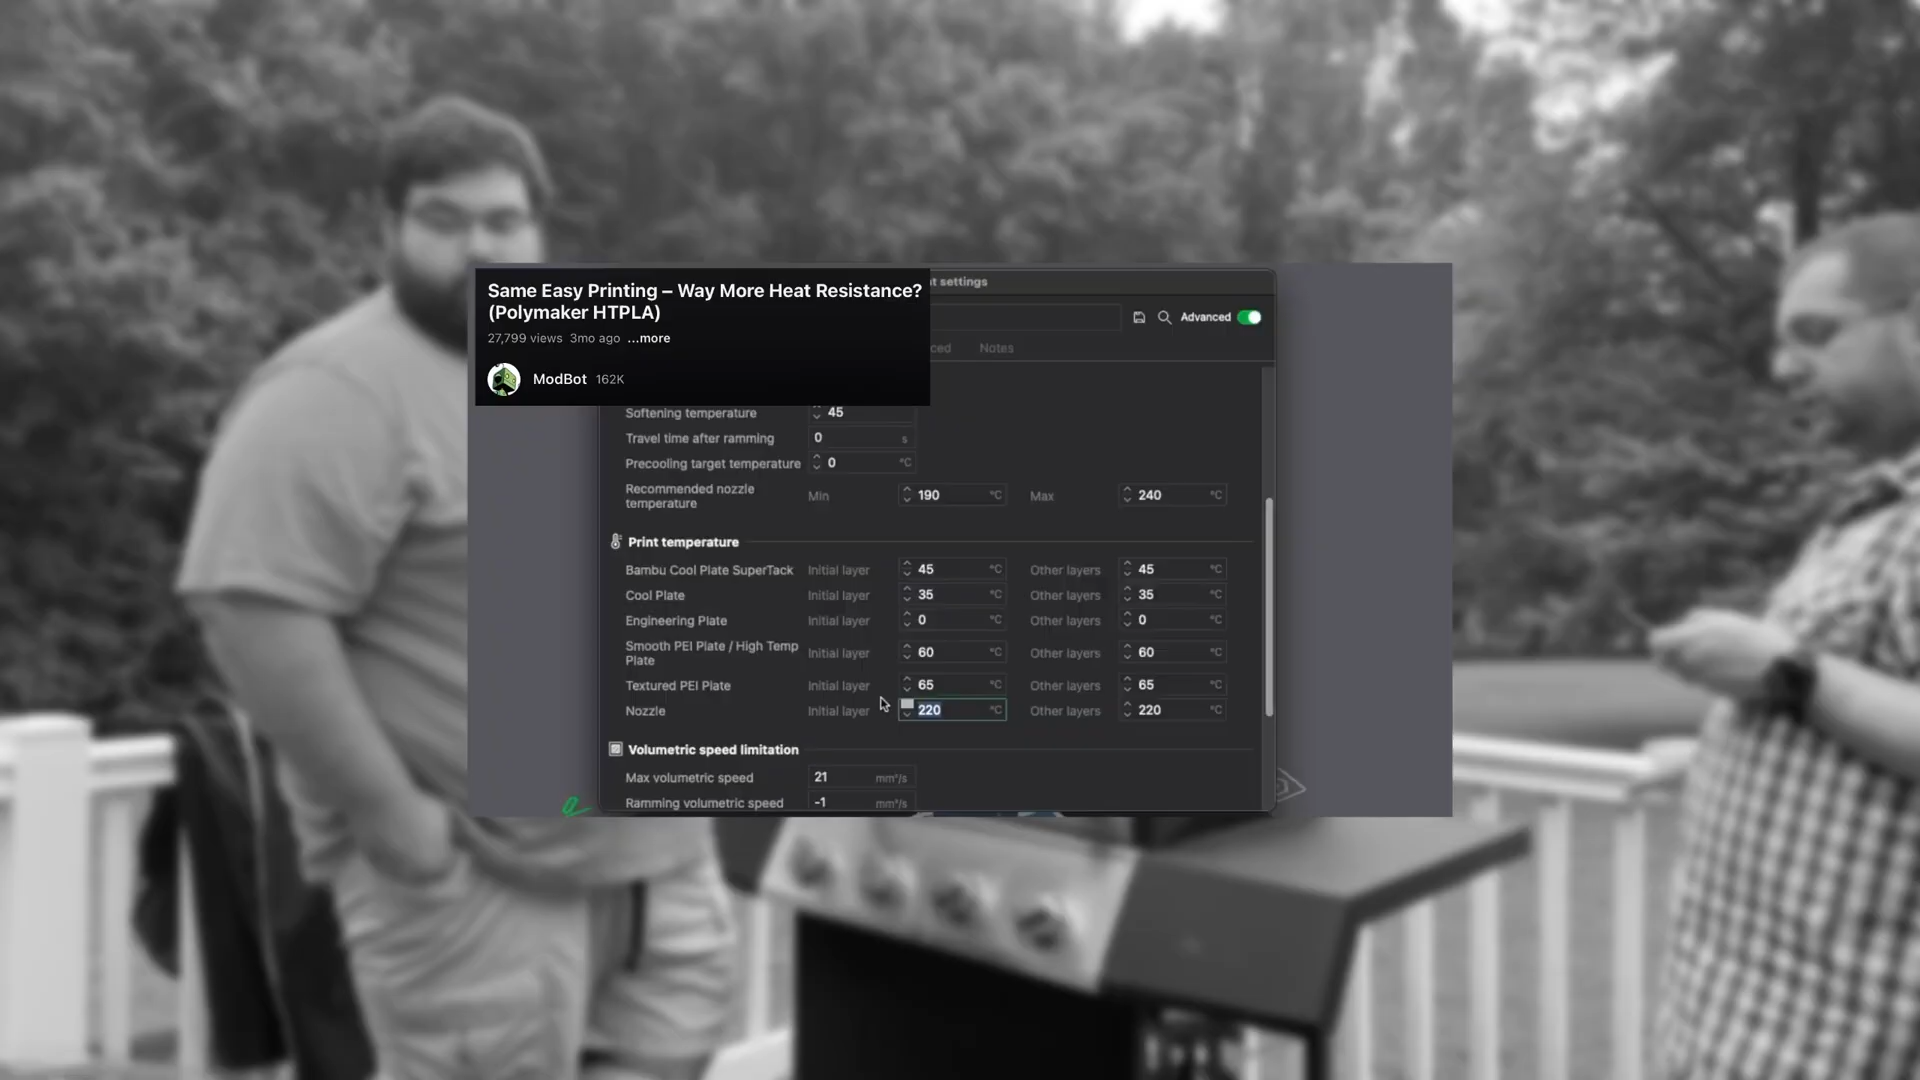 Same Easy Printing – Way More Heat Resistance?
(Polymaker HTPLA)
27,799 views 3mo ago ...more
ModBot 162K
settings
Advanced
Notes
Softening temperature 45
Travel time after ramming 0 s
Precooling target temperature 0 °C
Recommended nozzle
temperature Min 190 °C Max 240 °C
Print temperature
Bambu Cool Plate SuperTack Initial layer 45 °C Other layers 45 °C
Cool Plate Initial layer 35 °C Other layers 35 °C
Engineering Plate Initial layer 0 °C Other layers 0 °C
Smooth PEI Plate / High Temp
Plate Initial layer 60 °C Other layers 60 °C
Textured PEI Plate Initial layer 65 °C Other layers 65 °C
Nozzle Initial layer 220 °C Other layers 220 °C
Volumetric speed limitation
Max volumetric speed 21 mm³/s
Ramming volumetric speed -1 mm³/s